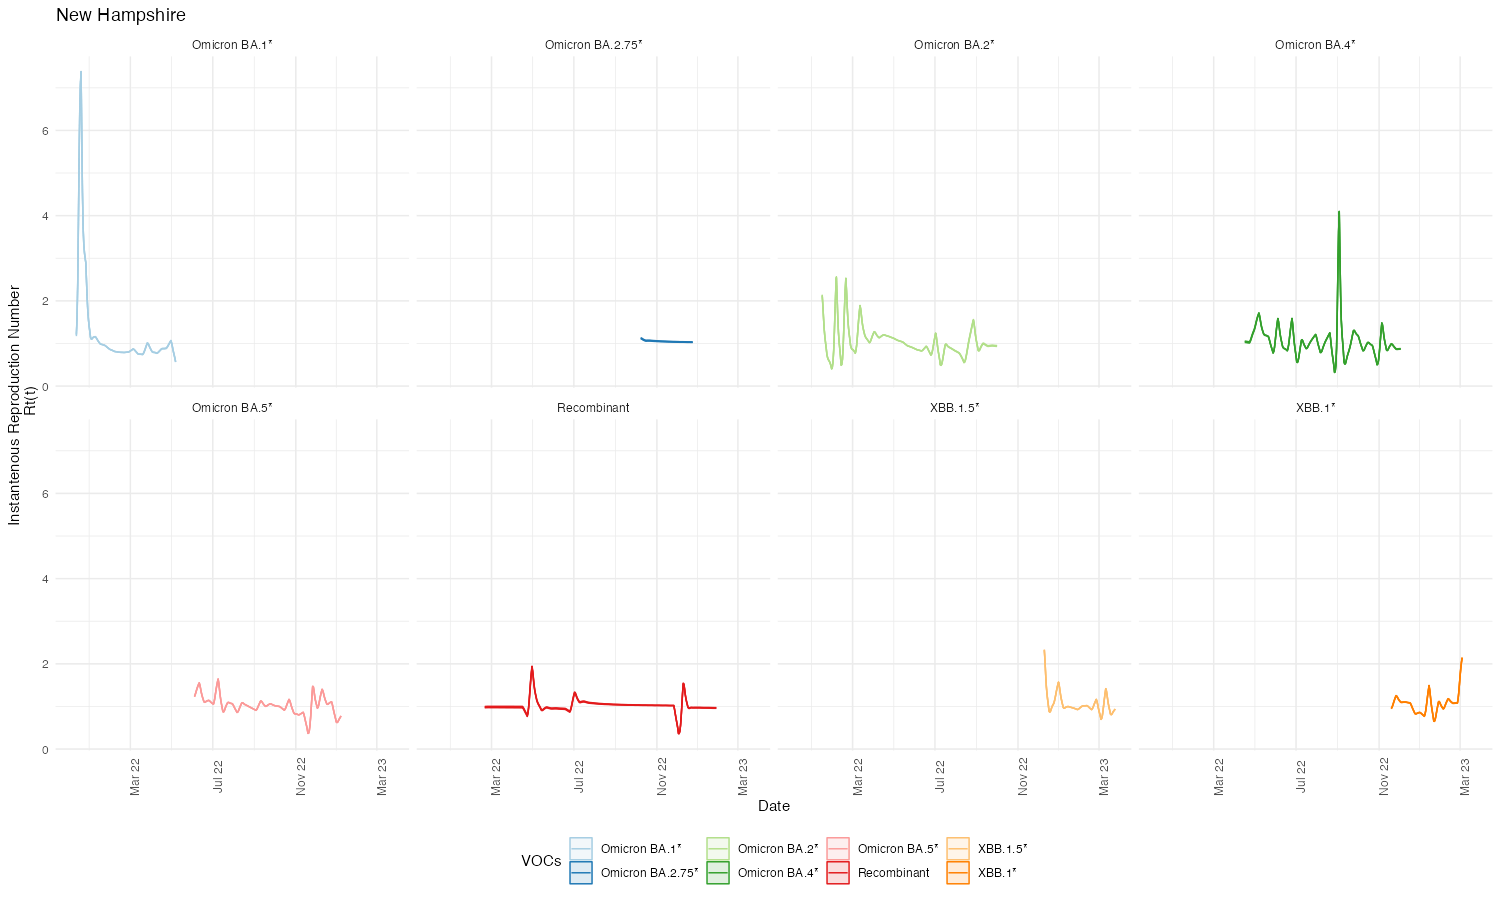 New Hampshire
Omicron BA.1*
Omicron BA.2.75*
Omicron BA.2*
Omicron BA.4*
6
4
2
0
Instantenous Reproduction Number
Rt(t)
Omicron BA.5*
Recombinant
XBB.1.5*
XBB.1*
6
4
2
0
Mar 22
Jul 22
Nov 22
Mar 23
Mar 22
Jul 22
Nov 22
Mar 23
Mar 22
Jul 22
Nov 22
Mar 23
Mar 22
Jul 22
Nov 22
Mar 23
Date
VOCs
Omicron BA.1*
Omicron BA.2*
Omicron BA.5*
XBB.1.5*
Omicron BA.2.75*
Omicron BA.4*
Recombinant
XBB.1*